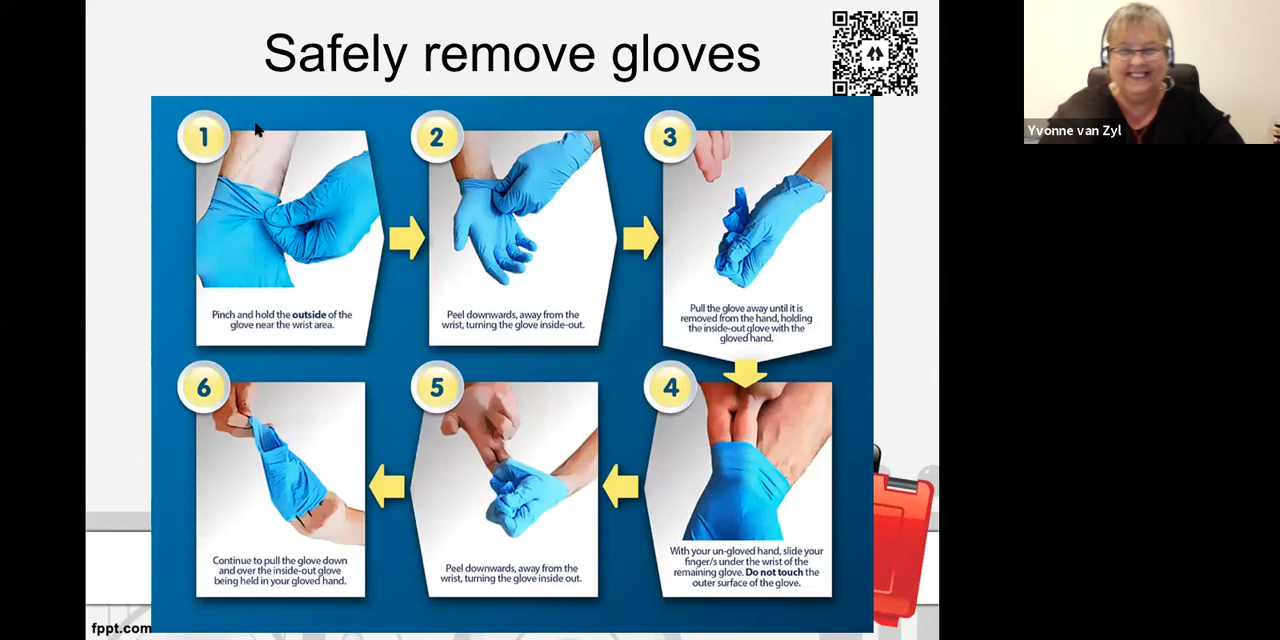 Safely remove gloves
Yvonne van Zyl
1
Pinch and hold the outside of the
glove near the wrist area.
2
Peel downwards, away from the
wrist, turning the glove inside-out.
3
Pull the glove away until it is
removed from the hand, holding
the inside-out glove with the
gloved hand.
4
With your un-gloved hand, slide your
finger/s under the wrist of the
remaining glove. Do not touch the
outer surface of the glove.
5
Peel downwards, away from the
wrist, turning the glove inside out.
6
Continue to pull the glove down
and over the inside-out glove
being held in your gloved hand.
fppt.com